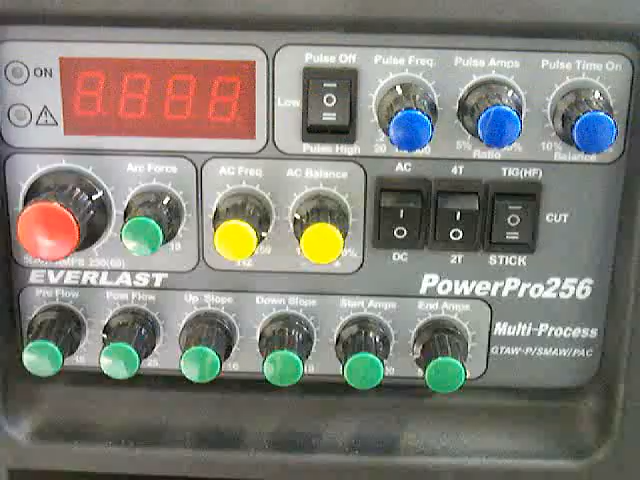 ON
8.8.8.8
Pulse Off
Low
Pulse High
Pulse Freq.
Pulse Amps
Pulse Time On
20
5%
Ratio
10%
Balance
Arc Force
AC Freq.
AC Balance
HZ
AC
4T
TIG(HF)
CUT
DC
2T
STICK
EVERLAST
PowerPro256
Multi-Process
GTAW-P/SMAW/PAC
Pre Flow
Post Flow
Up Slope
Down Slope
Start Amps
End Amps